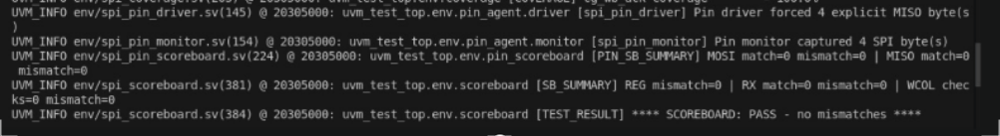 UVM_INFO env/spi_pin_driver.sv(145) @ 20305000: uvm_test_top.env.pin_agent.driver [spi_pin_driver] Pin driver forced 4 explicit MISO byte(s
)
UVM_INFO env/spi_pin_monitor.sv(154) @ 20305000: uvm_test_top.env.pin_agent.monitor [spi_pin_monitor] Pin monitor captured 4 SPI byte(s)
UVM_INFO env/spi_pin_scoreboard.sv(224) @ 20305000: uvm_test_top.env.pin_scoreboard [PIN_SB_SUMMARY] MOSI match=0 mismatch=0 | MISO match=0
 mismatch=0
UVM_INFO env/spi_scoreboard.sv(381) @ 20305000: uvm_test_top.env.scoreboard [SB_SUMMARY] REG mismatch=0 | RX match=0 mismatch=0 | WCOL chec
ks=0 mismatch=0
UVM_INFO env/spi_scoreboard.sv(384) @ 20305000: uvm_test_top.env.scoreboard [TEST_RESULT] **** SCOREBOARD: PASS - no mismatches ****